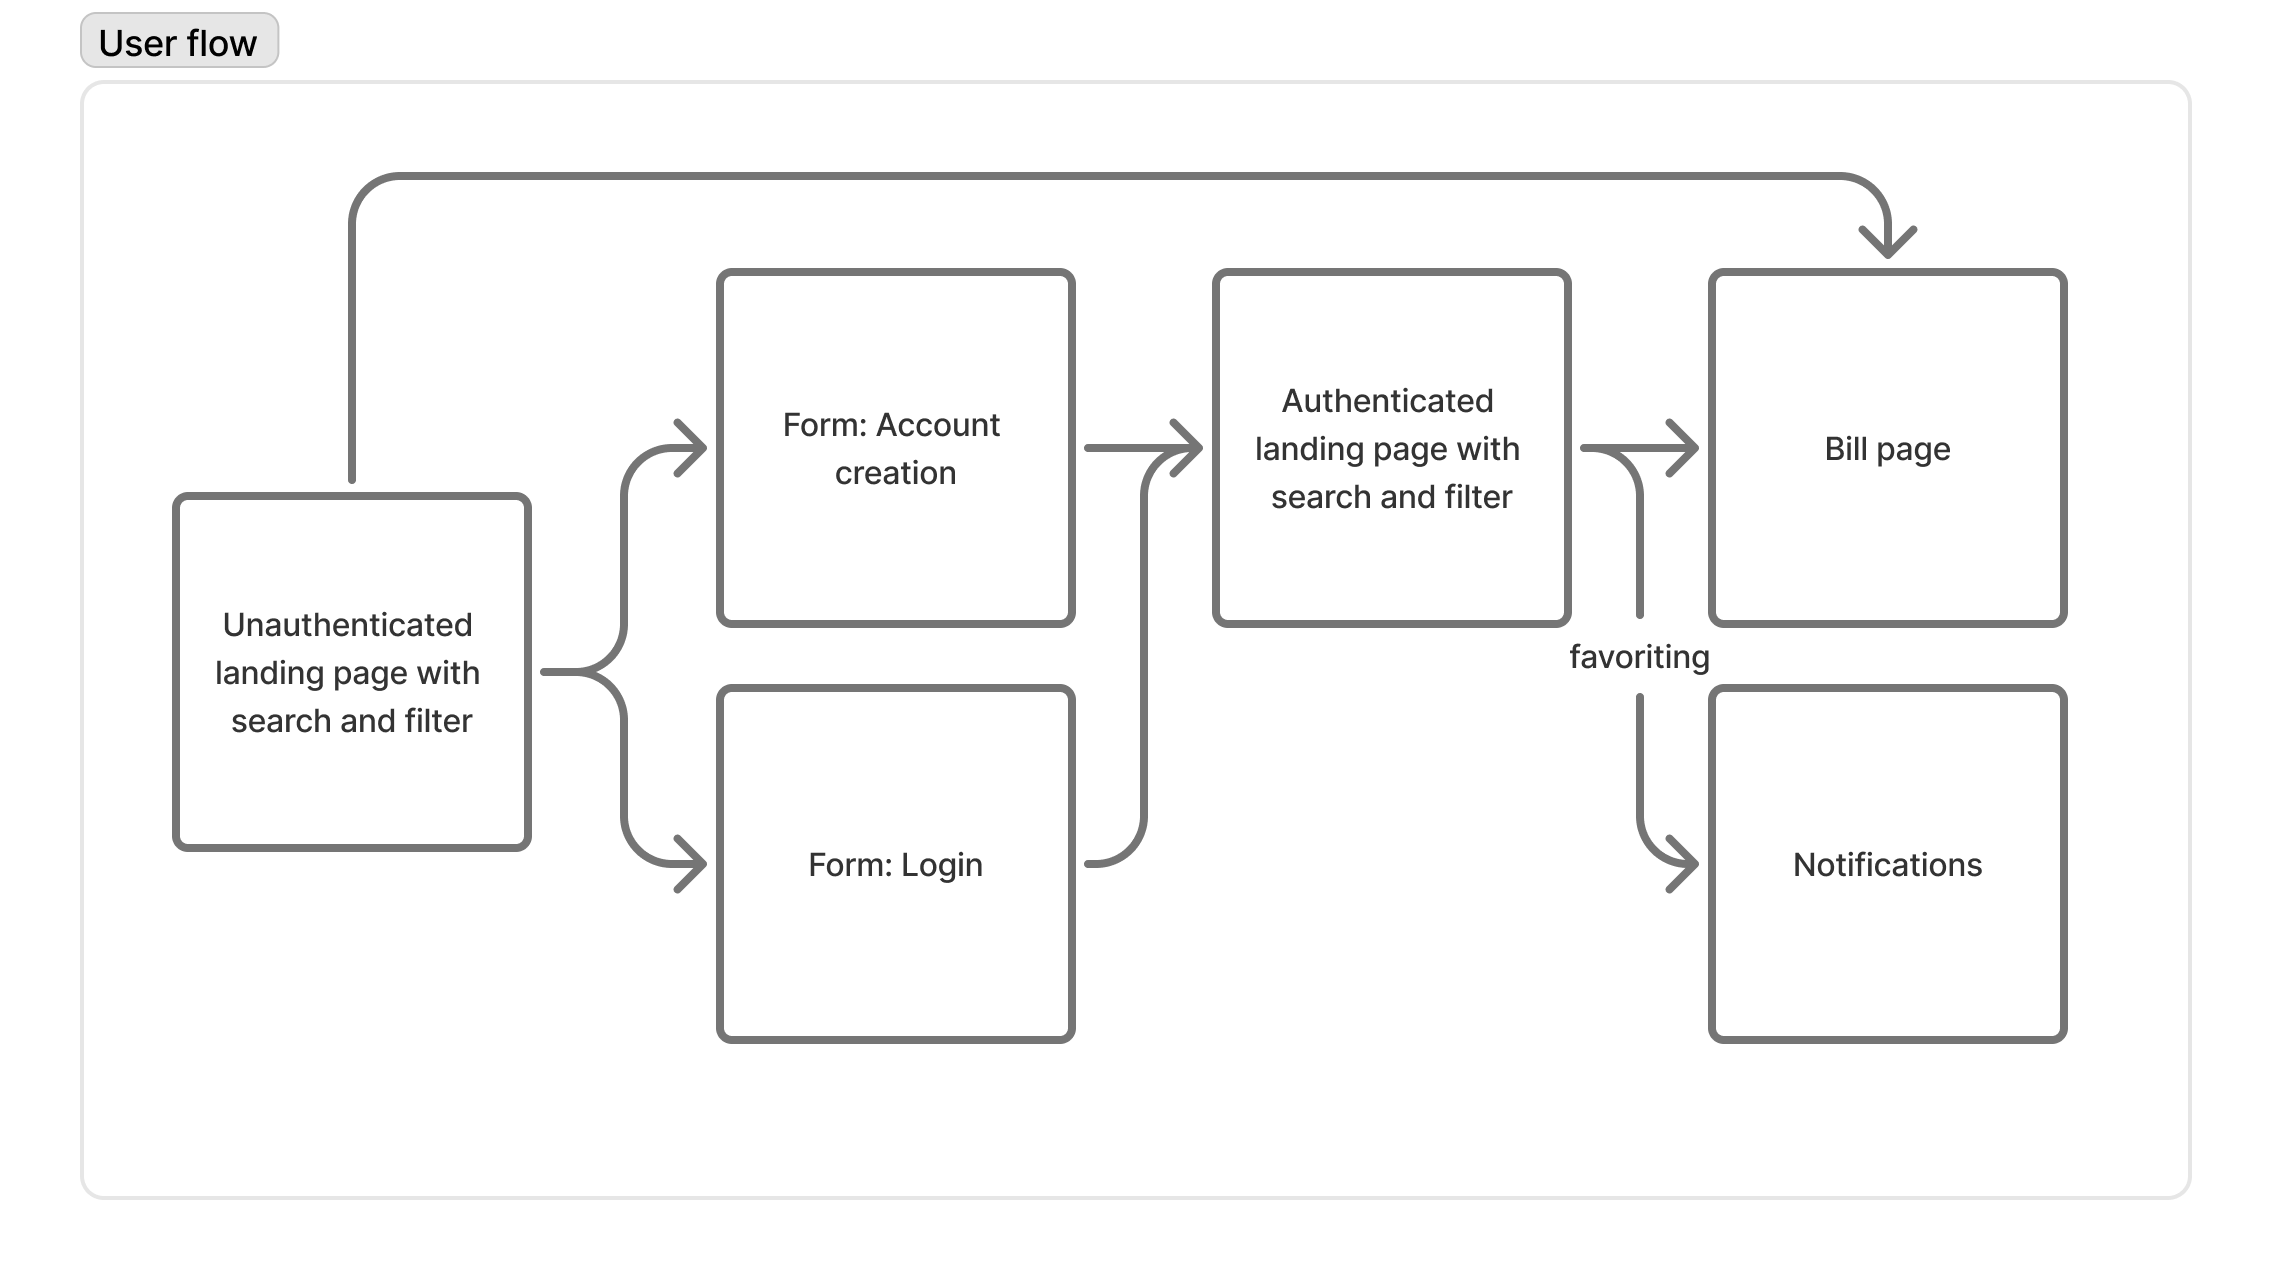 User flow
Unauthenticated
landing page with
search and filter
Form: Account
creation
Form: Login
Authenticated
landing page with
search and filter
Bill page
favoriting
Notifications